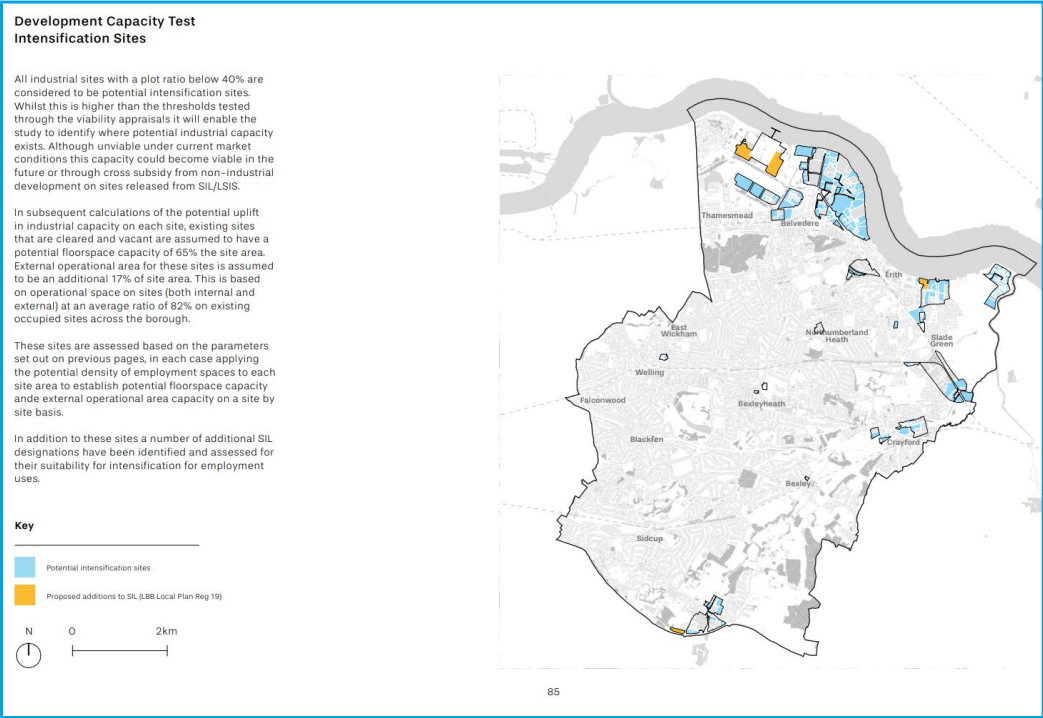 Development Capacity Test
Intensification Sites
All industrial sites with a plot ratio below 40% are
considered to be potential intensification sites.
Whilst this is higher than the thresholds tested
through the viability appraisals it will enable the
study to identify where potential industrial capacity
exists. Although unviable under current market
conditions this capacity could become viable in the
future or through cross subsidy from non-industrial
development on sites released from SIL/LSIS.
In subsequent calculations of the potential uplift
in industrial capacity on each site, existing sites
that are cleared and vacant are assumed to have a
potential floorspace capacity of 65% the site area.
External operational area for these sites is assumed
to be an additional 17% of site area. This is based
on operational space on sites (both internal and
external) at an average ratio of 82% on existing
occupied sites across the borough.
These sites are assessed based on the parameters
set out on previous pages, in each case applying
the potential density of employment spaces to each
site area to establish potential floorspace capacity
ande external operational area capacity on a site by
site basis.
In addition to these sites a number of additional SIL
designations have been identified and assessed for
their suitability for intensification for employment
uses.
Key
Potential intensification sites
Proposed additions to SIL (LBB Local Plan Reg 19)
N 0 2km
Thamesmead
Belvedere
Erith
East
Wickham
Northumberland
Heath
Slade
Green
Welling
Falconwood
Bexleyheath
Blackfen
Crayford
Bexley
Sidcup
85